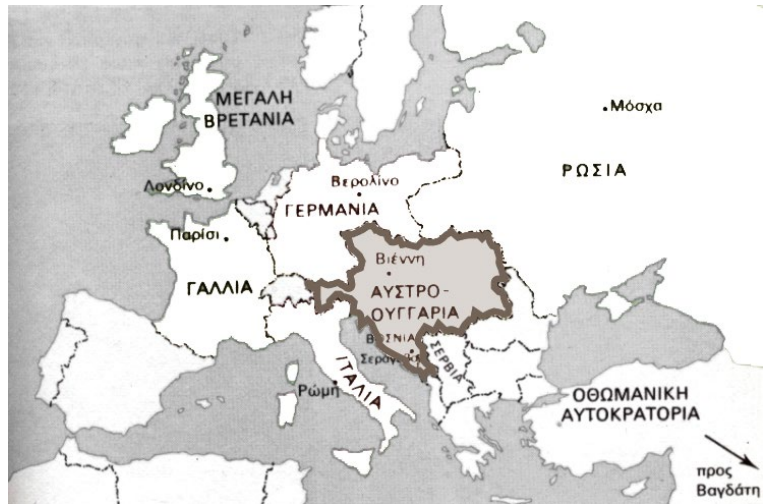 ΜΕΓΑΛΗ
ΒΡΕΤΑΝΙΑ
Μόσχα
ΡΩΣΙΑ
Λονδίνο
Βερολίνο
ΓΕΡΜΑΝΙΑ
Παρίσι
Βιέννη
ΓΑΛΛΙΑ
ΑΥΣΤΡΟ-
ΟΥΓΓΑΡΙΑ
ΒΟΣΝΙΑ
ΣΕΡΒΙΑ
ΙΤΑΛΙΑ
Ρώμη
ΟΘΩΜΑΝΙΚΗ
ΑΥΤΟΚΡΑΤΟΡΙΑ
προς
Βαγδάτη